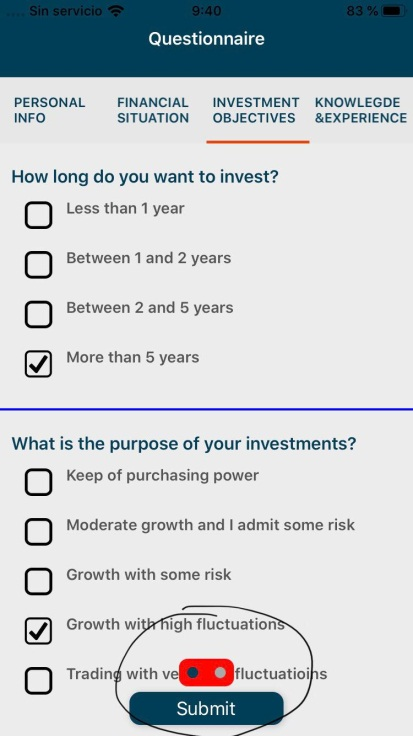 .... Sin servicio 9:40 83 %
Questionnaire
PERSONAL INFO
FINANCIAL SITUATION
INVESTMENT OBJECTIVES
KNOWLEGDE &EXPERIENCE
How long do you want to invest?
Less than 1 year
Between 1 and 2 years
Between 2 and 5 years
More than 5 years
What is the purpose of your investments?
Keep of purchasing power
Moderate growth and I admit some risk
Growth with some risk
Growth with high fluctuations
Trading with fluctuatioins
Submit